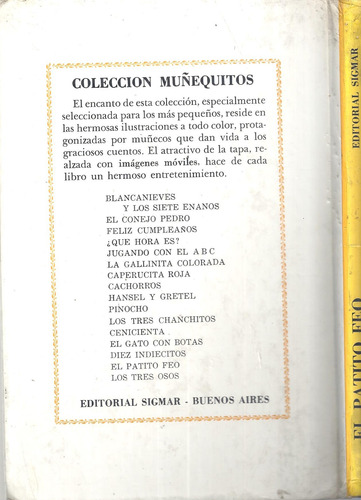 COLECCION MUÑEQUITOS
El encanto de esta colección, especialmente
seleccionada para los más pequeños, reside en
las hermosas ilustraciones a todo color, prota-
gonizadas por muñecos que dan vida a los
graciosos cuentos. El atractivo de la tapa, re-
alzada con imágenes móviles. hace de cada
libro un hermoso entretenimiento.
BLANCANIEVES
Y LOS SIETE ENANOS
EL CONEJO PEDRO
FELIZ CUMPLEAÑOS
¿QUE HORA ES?
JUGANDO CON EL A B C
LA GALLINITA COLORADA
CAPERUCITA ROJA
CACHORROS
HANSEL Y GRETEL
PINOCHO
LOS TRES CHANCHITOS
CENICIENTA
EL GATO CON BOTAS
DIEZ INDIECITOS
EL PATITO FEO
LOS TRES OSOS
EDITORIAL SIGMAR - BUENOS AIRES
EDITORIAL SIGMAR
EL PATITO FEO